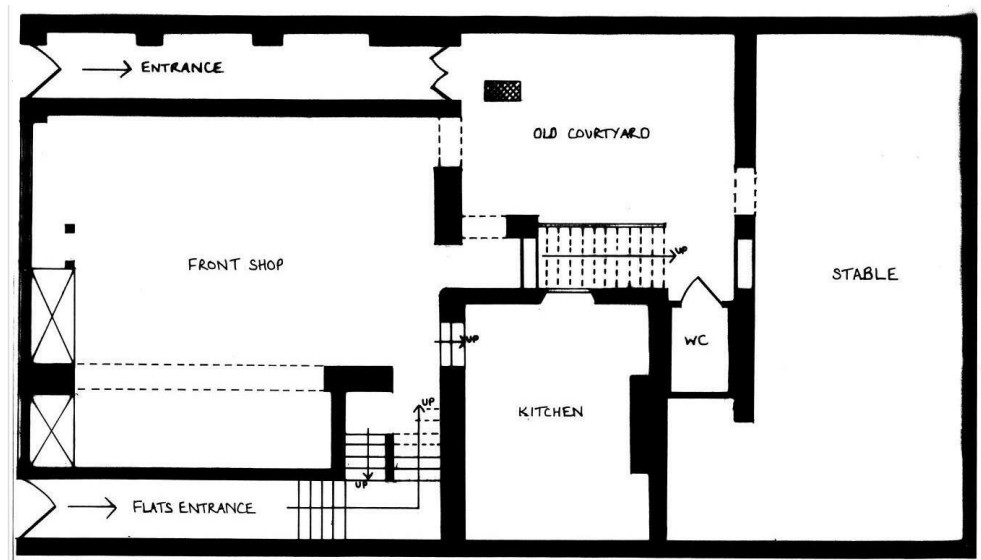 ENTRANCE
OLD COURTYARD
UP
FRONT SHOP
STABLE
UP
WC
KITCHEN
UP
UP
FLATS ENTRANCE